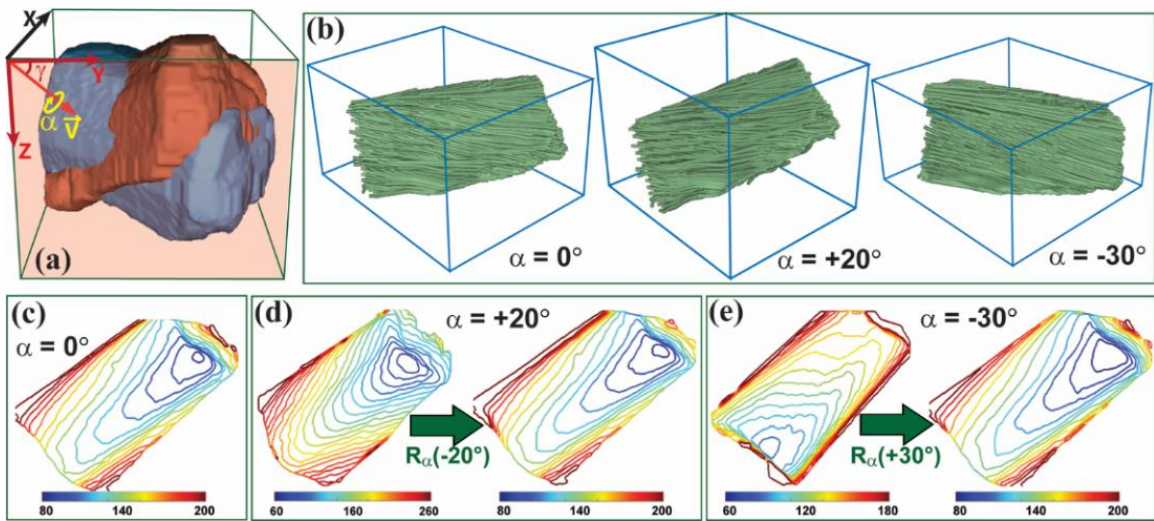 X
Y
γ
α V
Z
(a)
(b)
α = 0°
α = +20°
α = -30°
(c)
α = 0°
80 140 200
(d)
α = +20°
Rα(-20°)
60 160 260
80 140 200
(e)
α = -30°
Rα(+30°)
60 120 180
80 140 200